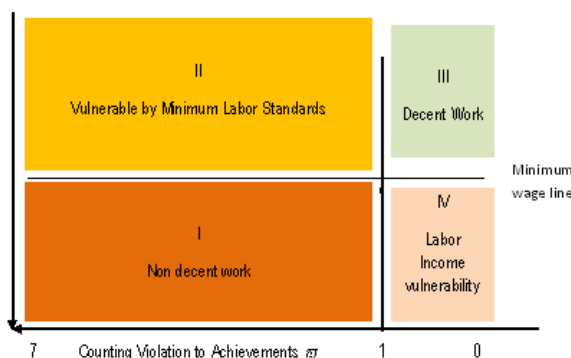 II
Vulnerable by Minimum Labor Standards
III
Decent Work
Minimum
wage line
I
Non decent work
IV
Labor
Income
vulnerability
7 Counting Violation to Achievements ϖ 1 0